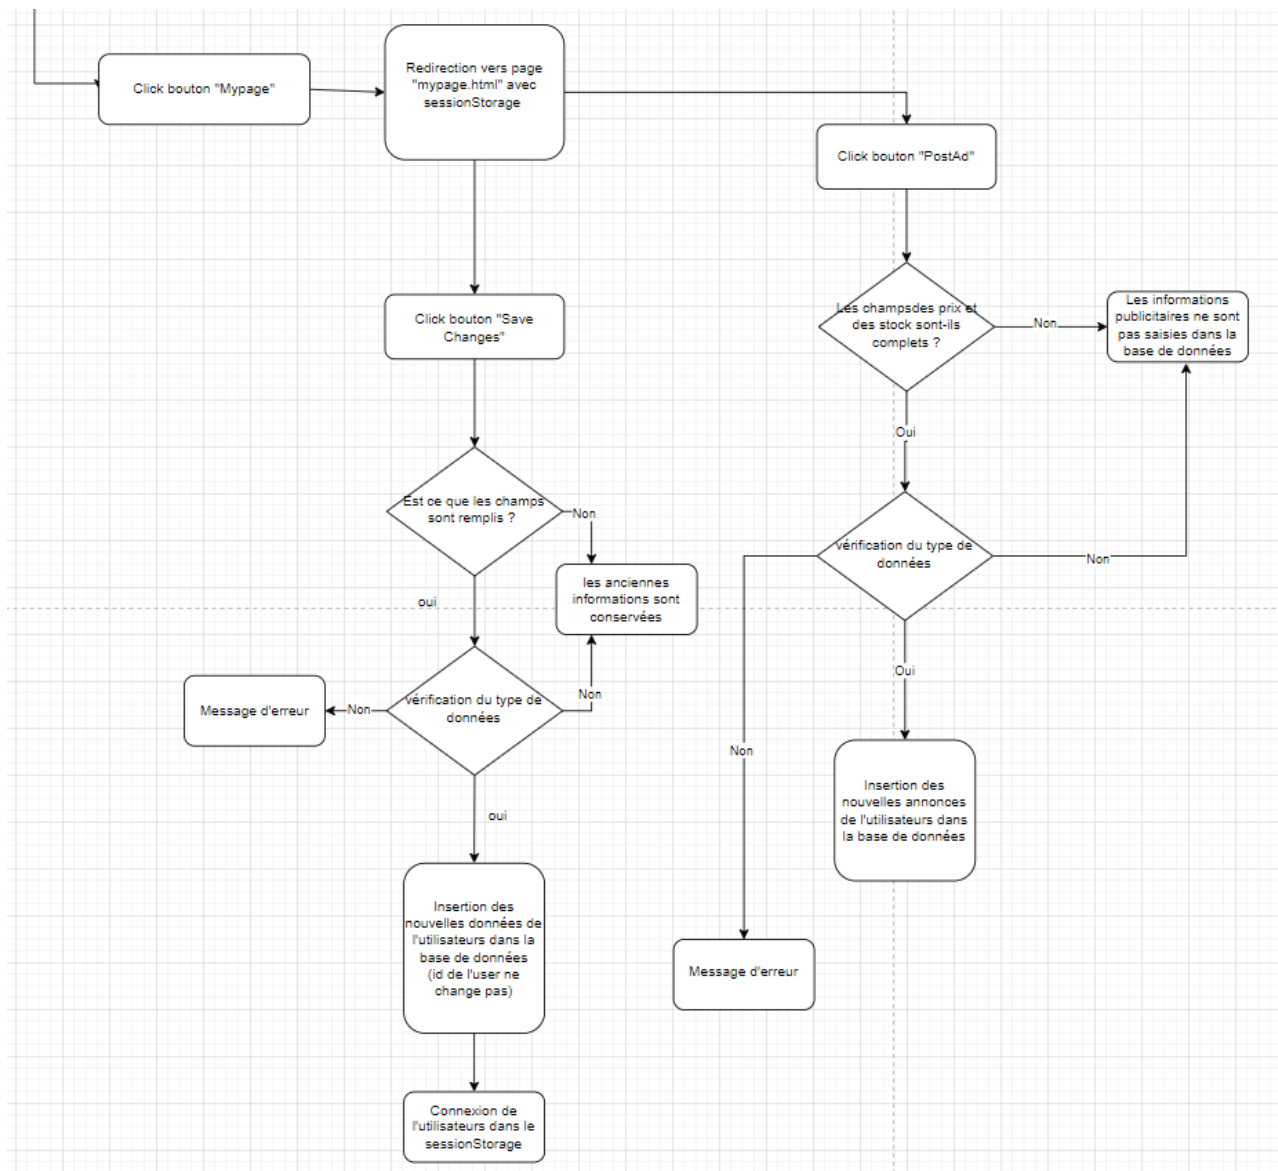 Click bouton "Mypage"
Redirection vers page
"mypage.html" avec
sessionStorage
Click bouton "PostAd"
Click bouton "Save
Changes"
Les champsdes prix et
des stock sont-ils
complets ?
Non
Les informations
publicitaires ne sont
pas saisies dans la
base de données
Oui
Est ce que les champs
sont remplis ?
Non
vérification du type de
données
Non
les anciennes
informations sont
conservées
oui
Oui
vérification du type de
données
Non
Non
Message d'erreur
Non
Insertion des
nouvelles annonces
de l'utilisateurs dans
la base de données
oui
Insertion des
nouvelles données de
l'utilisateurs dans la
base de données
(id de l'user ne
change pas)
Message d'erreur
Connexion de
l'utilisateurs dans le
sessionStorage